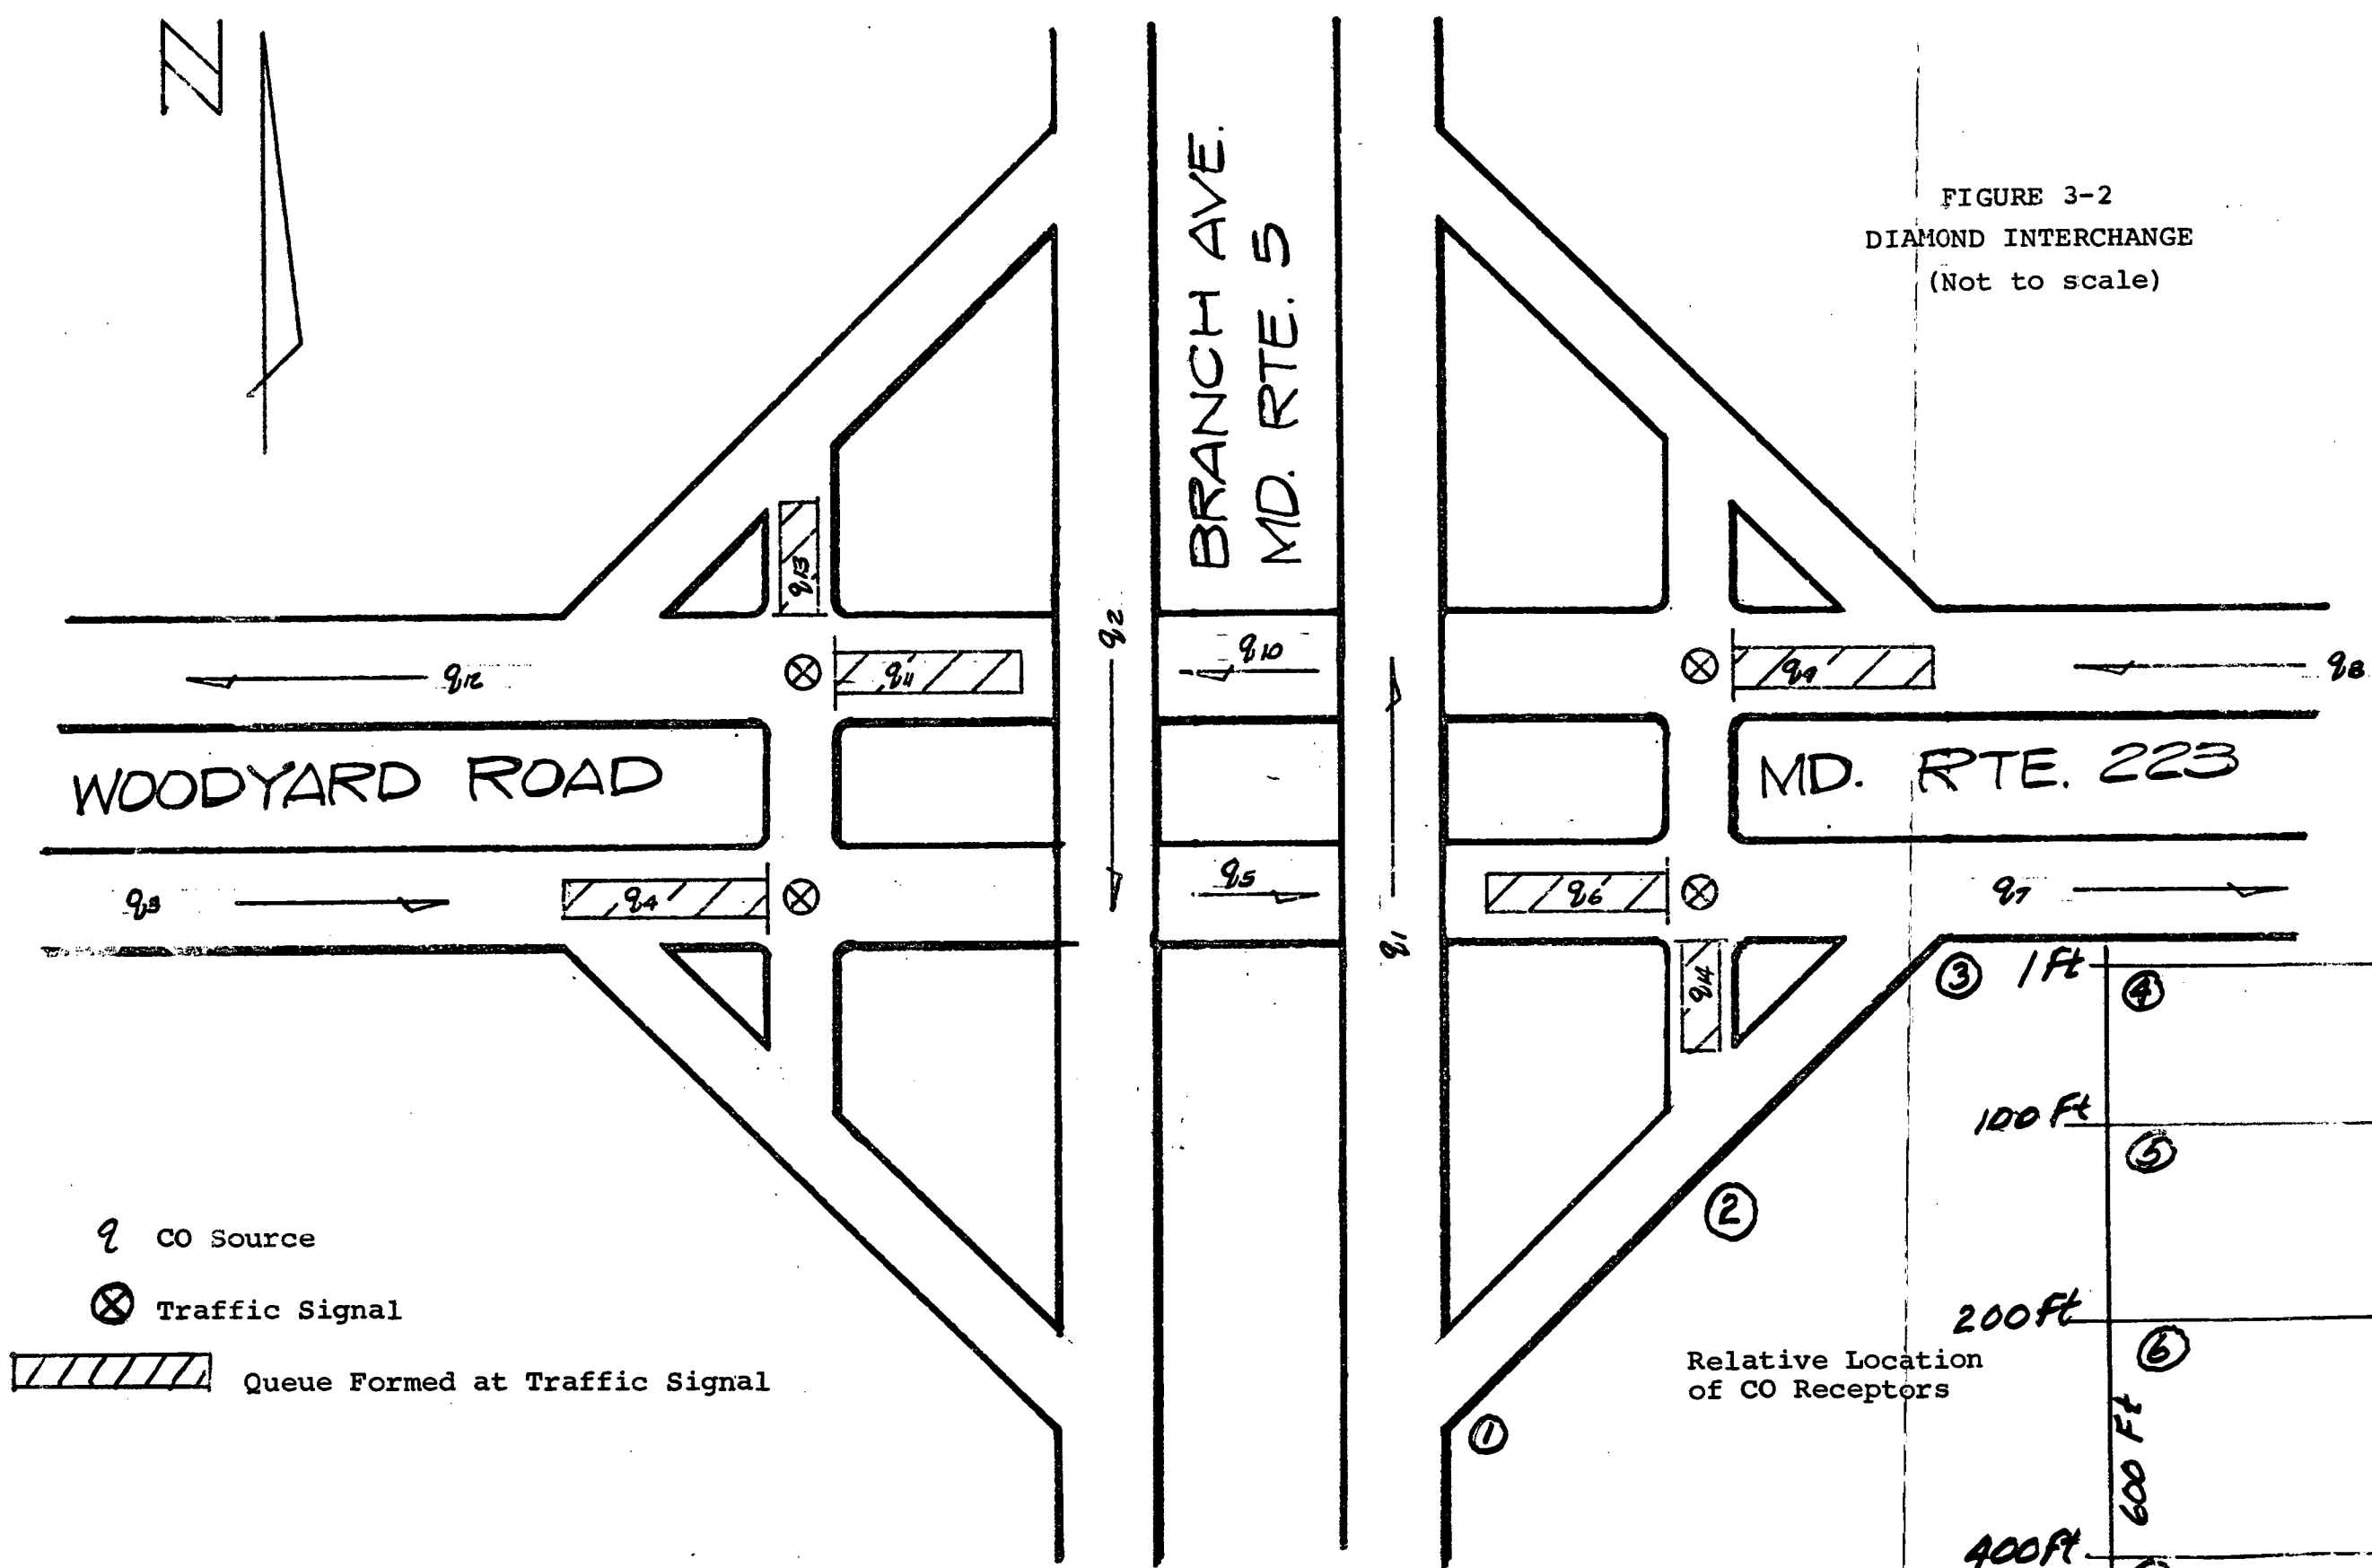 N
FIGURE 3-2
DIAMOND INTERCHANGE
(Not to scale)
BRANCH AVE.
MD. RTE. 5
q13
q2
q12
q11
q10
q9
q8
WOODYARD ROAD
MD. RTE. 223
q3
q4
q5
q6
q7
q1
q14
③ 1 Ft ④
100 Ft
⑤
②
q CO Source
⊗ Traffic Signal
Queue Formed at Traffic Signal
200 Ft
⑥
Relative Location
of CO Receptors
①
600 Ft
400 Ft